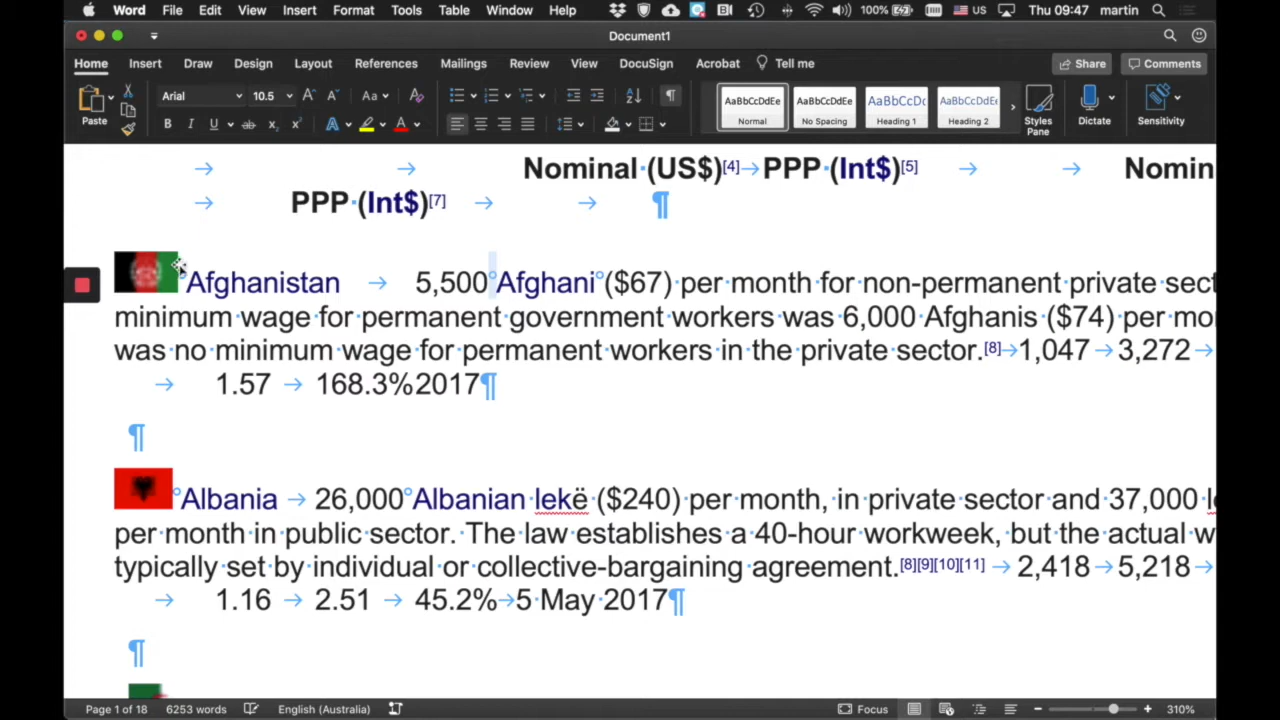 Word File Edit View Insert Format Tools Table Window Help 100% US Thu 09:47 martin
Document1
Home Insert Draw Design Layout References Mailings Review View DocuSign Acrobat Tell me Share Comments
Paste Arial 10.5 Aa AaBbCcDdEe Normal AaBbCcDdEe No Spacing AaBbCcDc Heading 1 AaBbCcDdEe Heading 2 Styles Pane Dictate Sensitivity
B I U ab x₂ x² A A
→ → Nominal·(US$)[4]→PPP·(Int$)[5] → → Nomin
→ PPP·(Int$)[7] → → ¶
°Afghanistan → 5,500°Afghani°($67)·per·month·for·non-permanent·private·sect
minimum·wage·for·permanent·government·workers·was·6,000·Afghanis·($74)·per·mo
was·no·minimum·wage·for·permanent·workers·in·the·private·sector.[8]→1,047→3,272→
→ 1.57 → 168.3%2017¶
¶
°Albania → 26,000°Albanian·lekë·($240)·per·month,·in·private·sector·and·37,000·l
per·month·in·public·sector.·The·law·establishes·a·40-hour·workweek,·but·the·actual·w
typically·set·by·individual·or·collective-bargaining·agreement.[8][9][10][11]→2,418→5,218→
→ 1.16 → 2.51 → 45.2%→5·May·2017¶
¶
Page 1 of 18 6253 words English (Australia) Focus 310%